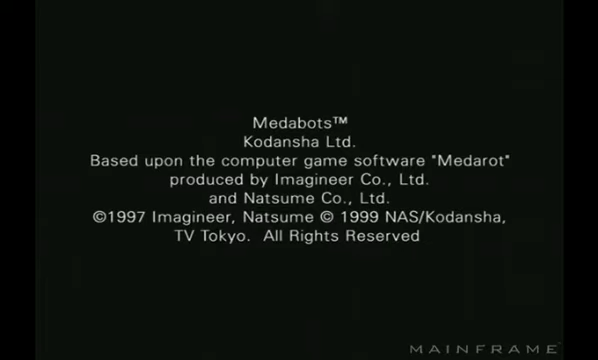 Medabots™
Kodansha Ltd.
Based upon the computer game software "Medarot"
produced by Imagineer Co., Ltd.
and Natsume Co., Ltd.
©1997 Imagineer, Natsume © 1999 NAS/Kodansha,
TV Tokyo. All Rights Reserved
MAINFRAME